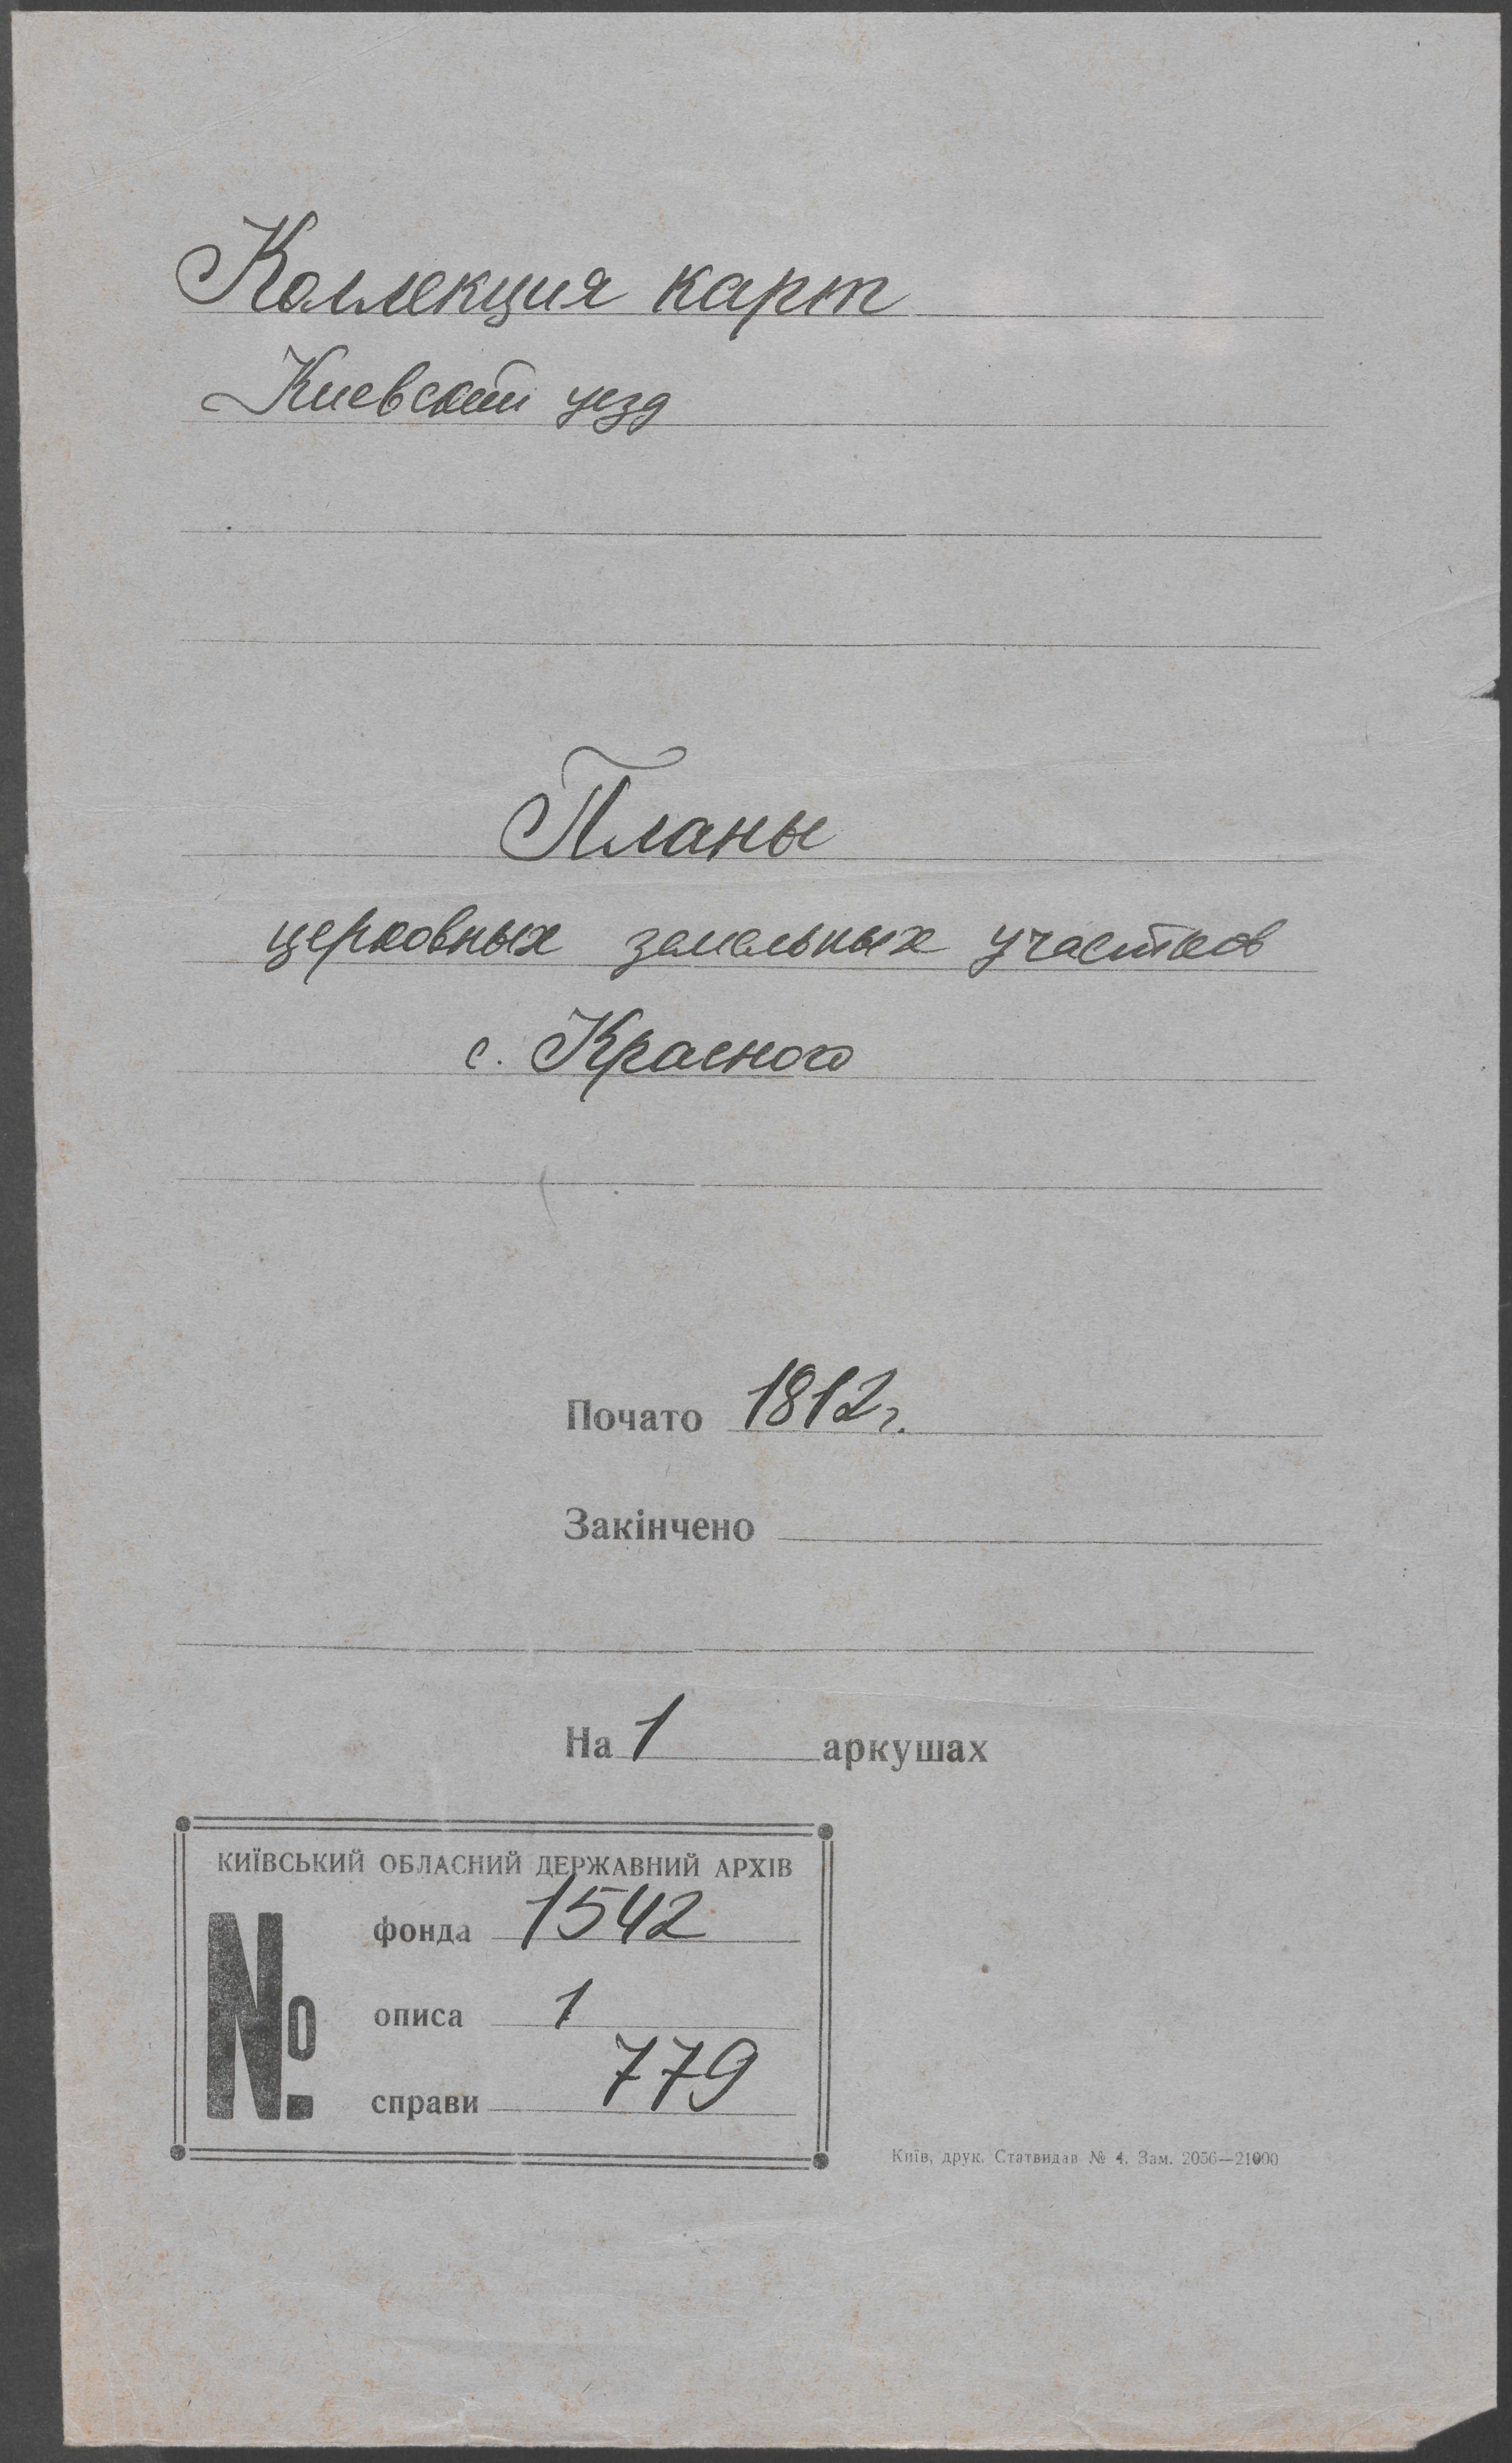 Коллекция карт
Киевский уезд
Планы
церковных земельных участков
с. Красного
Почато 1812 г.
Закінчено
На 1 аркушах
КИЇВСЬКИЙ ОБЛАСНИЙ ДЕРЖАВНИЙ АРХІВ
№
фонда 1542
описа 1
справи 779
Київ, друк. Статвидав № 4. Зам. 2056—21000